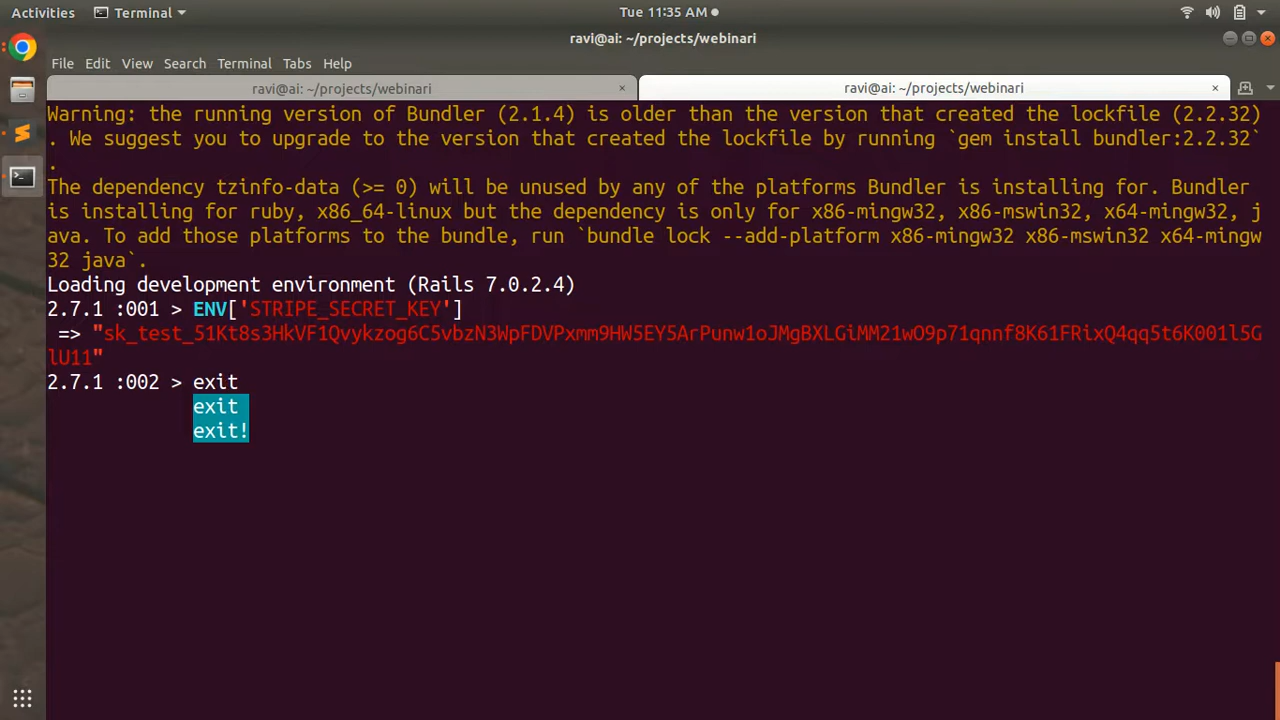 Activities Terminal Tue 11:35 AM
ravi@ai: ~/projects/webinari
File Edit View Search Terminal Tabs Help
ravi@ai: ~/projects/webinari × ravi@ai: ~/projects/webinari ×
Warning: the running version of Bundler (2.1.4) is older than the version that created the lockfile (2.2.32)
. We suggest you to upgrade to the version that created the lockfile by running `gem install bundler:2.2.32`
.
The dependency tzinfo-data (>= 0) will be unused by any of the platforms Bundler is installing for. Bundler
is installing for ruby, x86_64-linux but the dependency is only for x86-mingw32, x86-mswin32, x64-mingw32, j
ava. To add those platforms to the bundle, run `bundle lock --add-platform x86-mingw32 x86-mswin32 x64-mingw
32 java`.
Loading development environment (Rails 7.0.2.4)
2.7.1 :001 > ENV['STRIPE_SECRET_KEY']
=> "sk_test_51Kt8s3HkVF1Qvykzog6C5vbzN3WpFDVPxmm9HW5EY5ArPunw1oJMgBXLGiMM21wO9p71qnnf8K61FRixQ4qq5t6K001l5G
lU11"
2.7.1 :002 > exit
exit
exit!